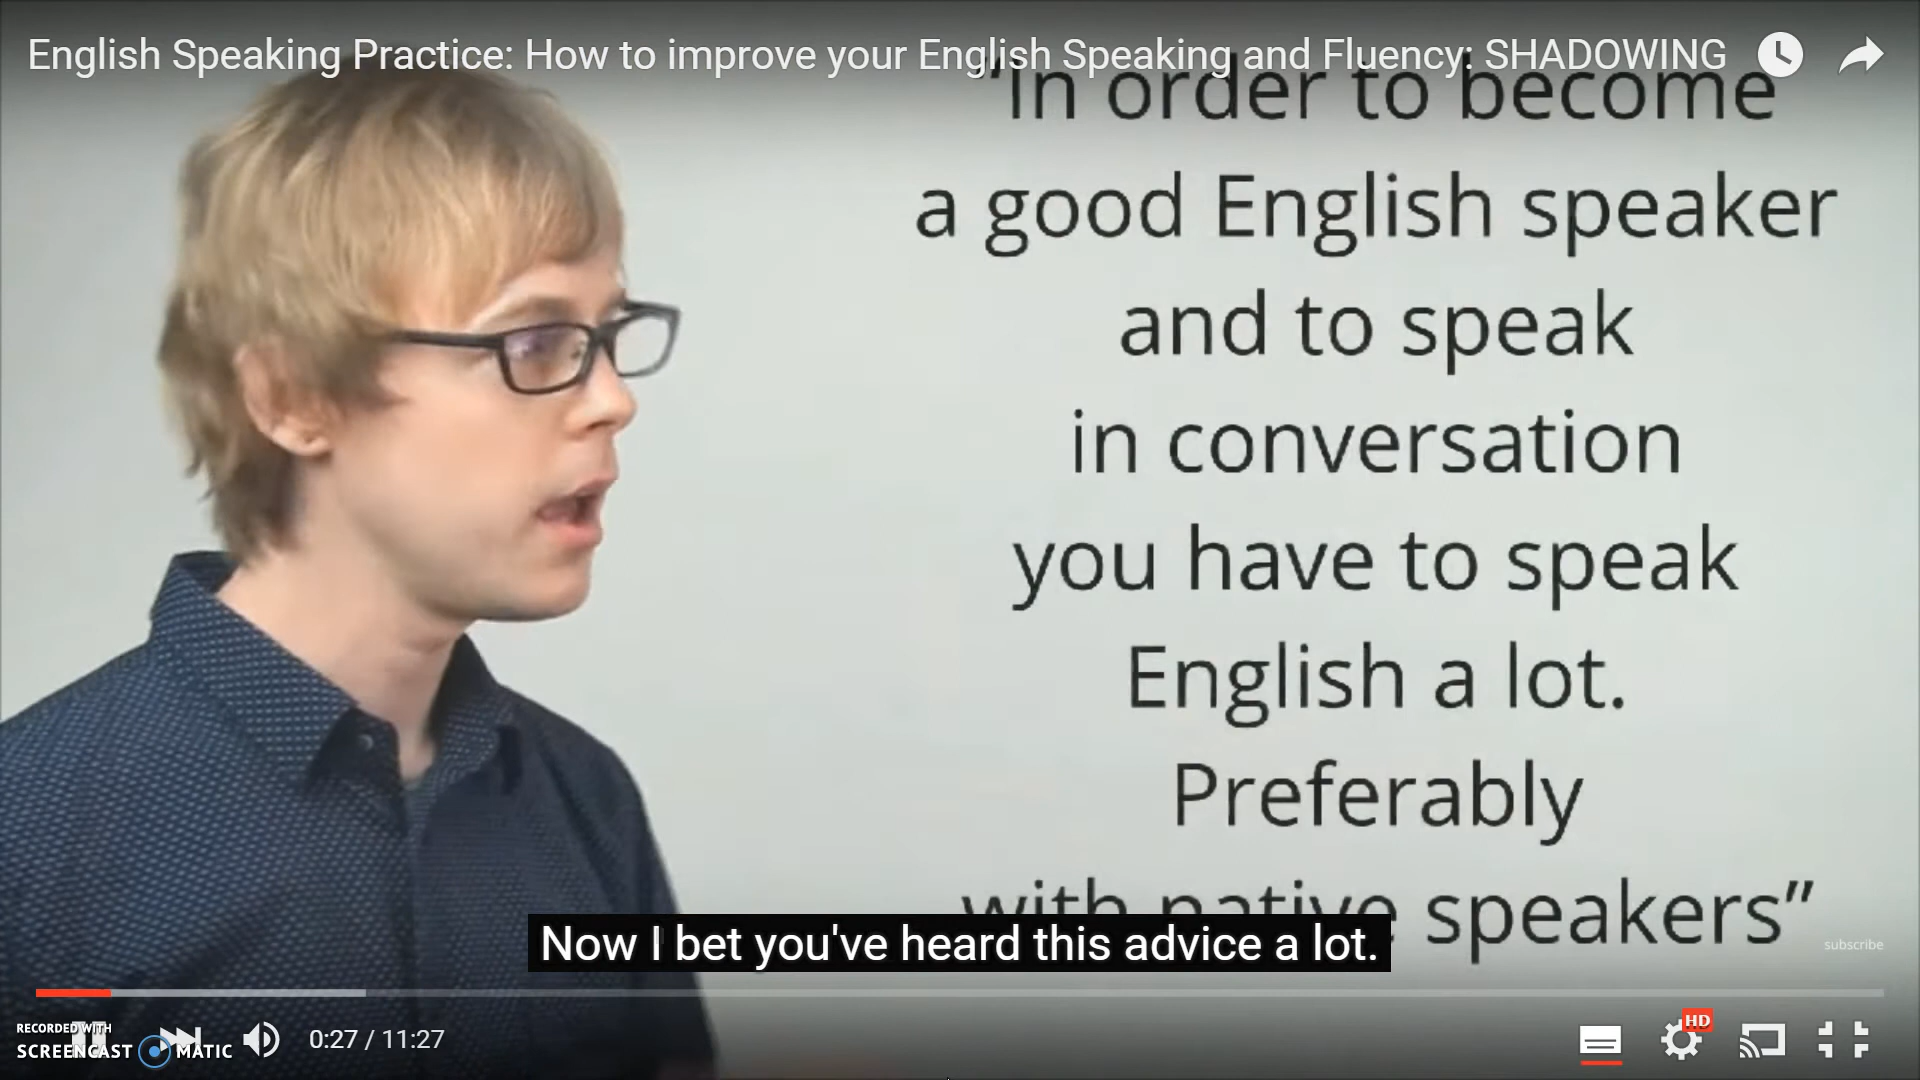 English Speaking Practice: How to improve your English Speaking and Fluency: SHADOWING
"In order to become
a good English speaker
and to speak
in conversation
you have to speak
English a lot.
Preferably
with native speakers"
Now I bet you've heard this advice a lot.
subscribe
0:27 / 11:27
HD
RECORDED WITH
SCREENCAST MATIC